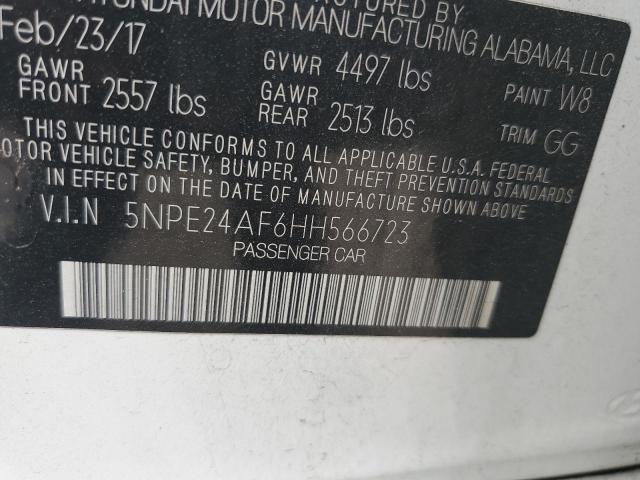 HYUNDAI MOTOR MANUFACTURING ALABAMA, LLC
Feb/23/17
GVWR 4497 lbs
PAINT W8
GAWR FRONT 2557 lbs
GAWR REAR 2513 lbs
TRIM GG
THIS VEHICLE CONFORMS TO ALL APPLICABLE U.S.A. FEDERAL
MOTOR VEHICLE SAFETY, BUMPER, AND THEFT PREVENTION STANDARDS
IN EFFECT ON THE DATE OF MANUFACTURE SHOWN ABOVE
V.I.N 5NPE24AF6HH566723
PASSENGER CAR